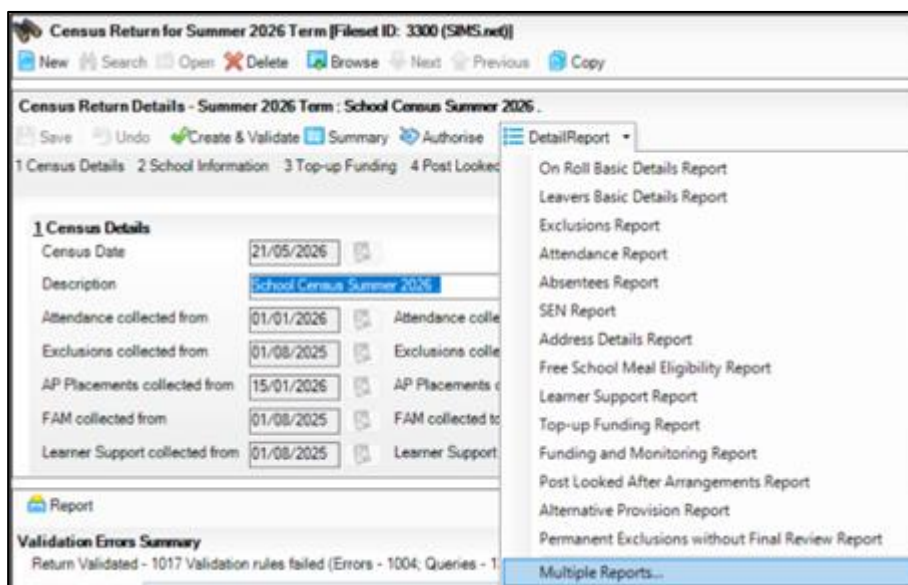 Census Return for Summer 2026 Term [Fileset ID: 3300 (SIMS.net)]
New Search Open Delete Browse Next Previous Copy
Census Return Details - Summer 2026 Term : School Census Summer 2026 .
Save Undo Create & Validate Summary Authorise DetailReport
1 Census Details 2 School Information 3 Top-up Funding 4 Post Looked
1 Census Details
Census Date 21/05/2026
Description School Census Summer 2026 .
Attendance collected from 01/01/2026 Attendance colle
Exclusions collected from 01/08/2025 Exclusions colle
AP Placements collected from 15/01/2026 AP Placements c
FAM collected from 01/08/2025 FAM collected to
Learner Support collected from 01/08/2025 Learner Support
On Roll Basic Details Report
Leavers Basic Details Report
Exclusions Report
Attendance Report
Absentees Report
SEN Report
Address Details Report
Free School Meal Eligibility Report
Learner Support Report
Top-up Funding Report
Funding and Monitoring Report
Post Looked After Arrangements Report
Alternative Provision Report
Permanent Exclusions without Final Review Report
Multiple Reports...
Report
Validation Errors Summary
Return Validated - 1017 Validation rules failed (Errors - 1004; Queries - 1